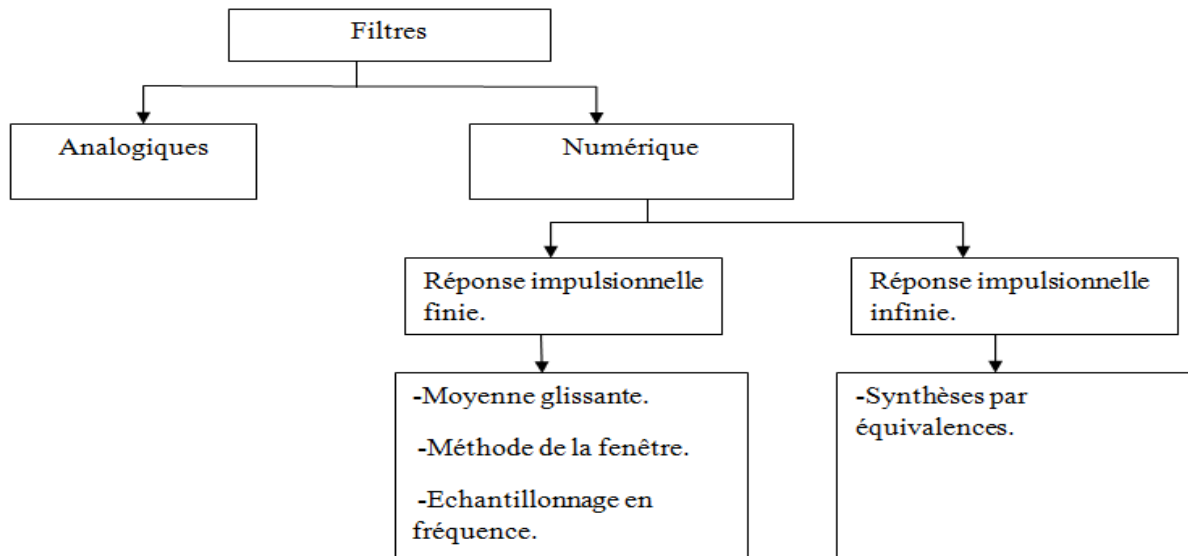 Filtres
Analogiques
Numérique
Réponse impulsionnelle
finie.
Réponse impulsionnelle
infinie.
-Moyenne glissante.
-Méthode de la fenêtre.
-Echantillonnage en
fréquence.
-Synthèses par
équivalences.